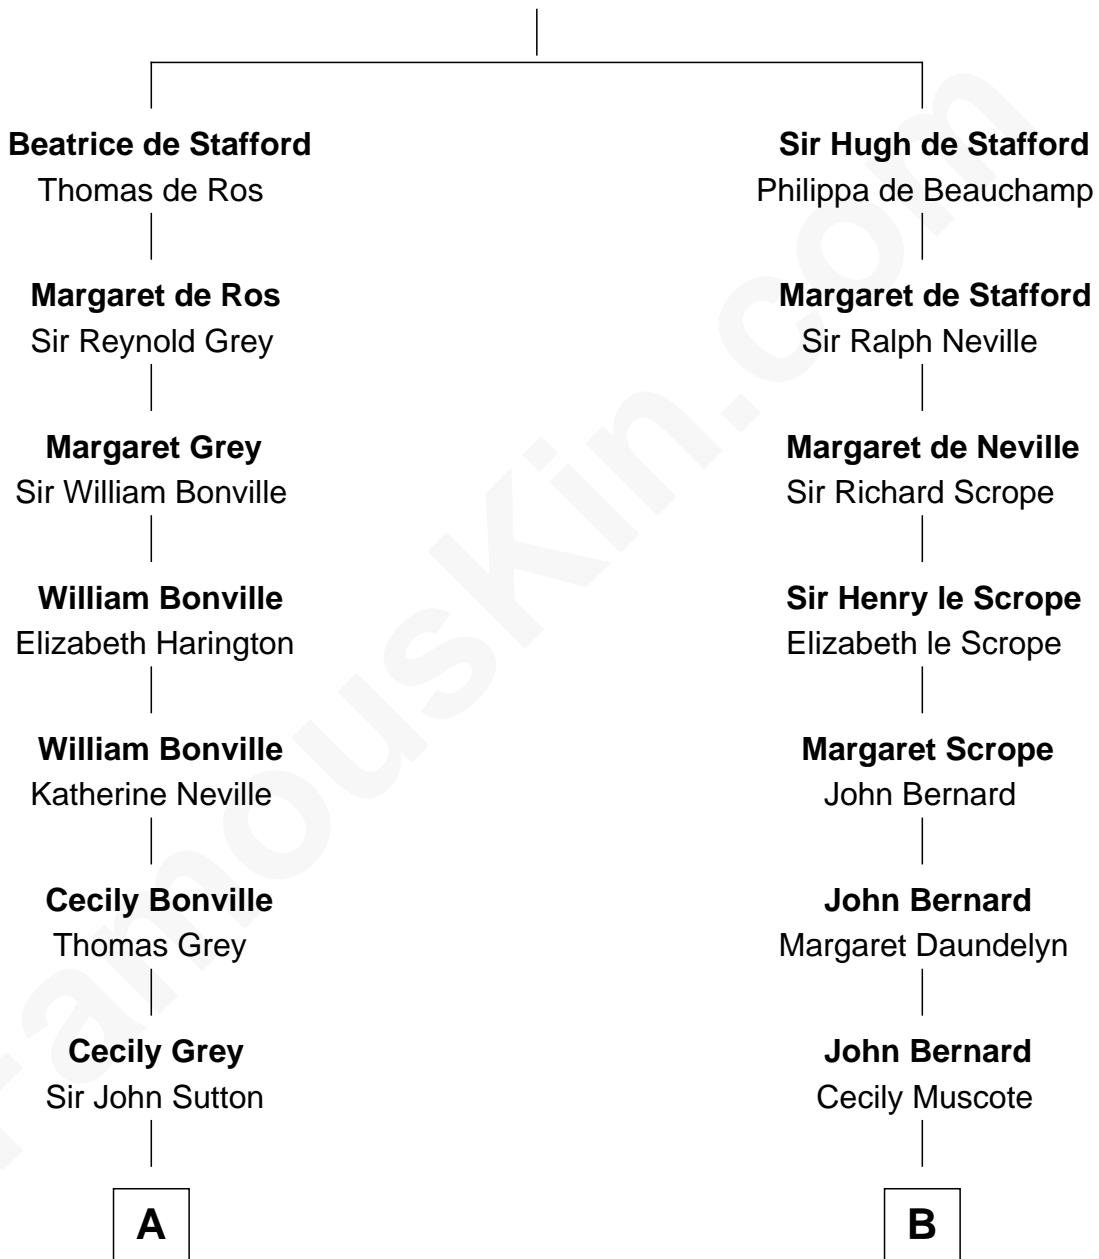 Beatrice de Stafford
Thomas de Ros
Sir Hugh de Stafford
Philippa de Beauchamp
Margaret de Ros
Sir Reynold Grey
Margaret de Stafford
Sir Ralph Neville
Margaret Grey
Sir William Bonville
Margaret de Neville
Sir Richard Scrope
William Bonville
Elizabeth Harington
Sir Henry le Scrope
Elizabeth le Scrope
William Bonville
Katherine Neville
Margaret Scrope
John Bernard
Cecily Bonville
Thomas Grey
John Bernard
Margaret Daundelyn
Cecily Grey
Sir John Sutton
John Bernard
Cecily Muscote
A
B
FamousKin.com